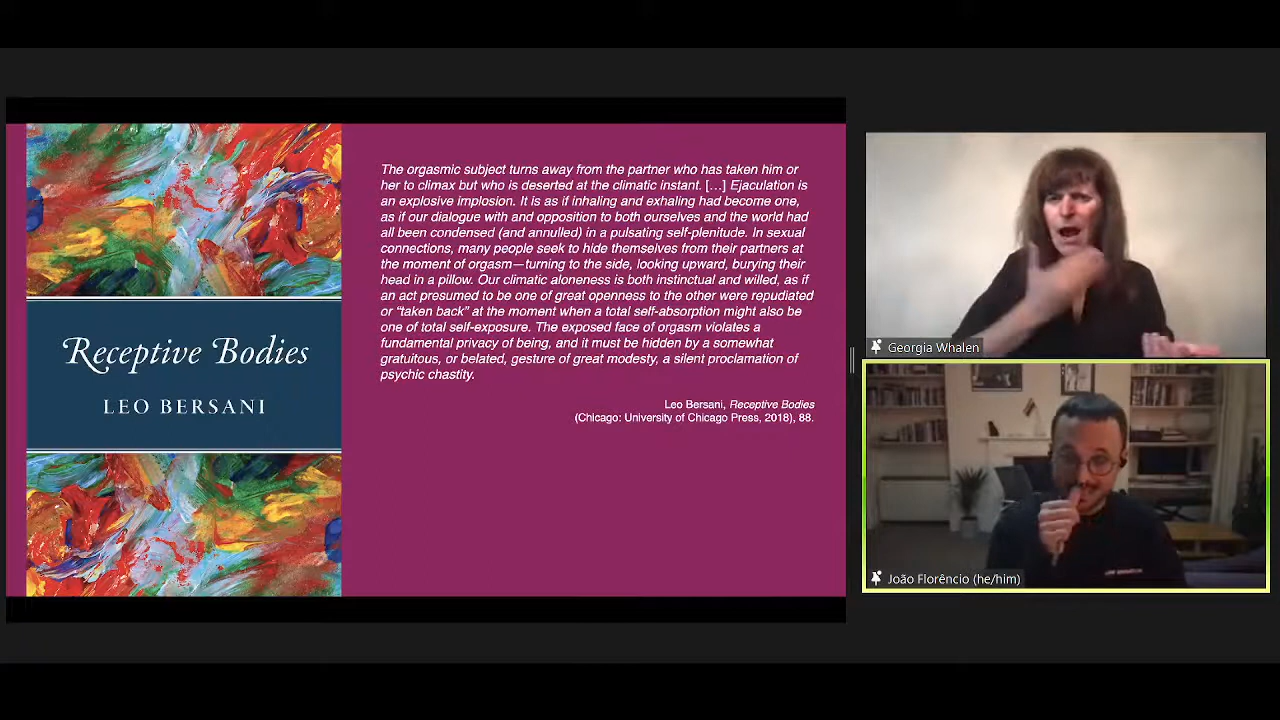 The orgasmic subject turns away from the partner who has taken him or
her to climax but who is deserted at the climatic instant. [...] Ejaculation is
an explosive implosion. It is as if inhaling and exhaling had become one,
as if our dialogue with and opposition to both ourselves and the world had
all been condensed (and annulled) in a pulsating self-plenitude. In sexual
connections, many people seek to hide themselves from their partners at
the moment of orgasm—turning to the side, looking upward, burying their
head in a pillow. Our climatic aloneness is both instinctual and willed, as if
an act presumed to be one of great openness to the other were repudiated
or “taken back” at the moment when a total self-absorption might also be
one of total self-exposure. The exposed face of orgasm violates a
fundamental privacy of being, and it must be hidden by a somewhat
gratuitous, or belated, gesture of great modesty, a silent proclamation of
psychic chastity.
Leo Bersani, Receptive Bodies
(Chicago: University of Chicago Press, 2018), 88.
Receptive Bodies
LEO BERSANI
Georgia Whalen
João Florêncio (he/him)